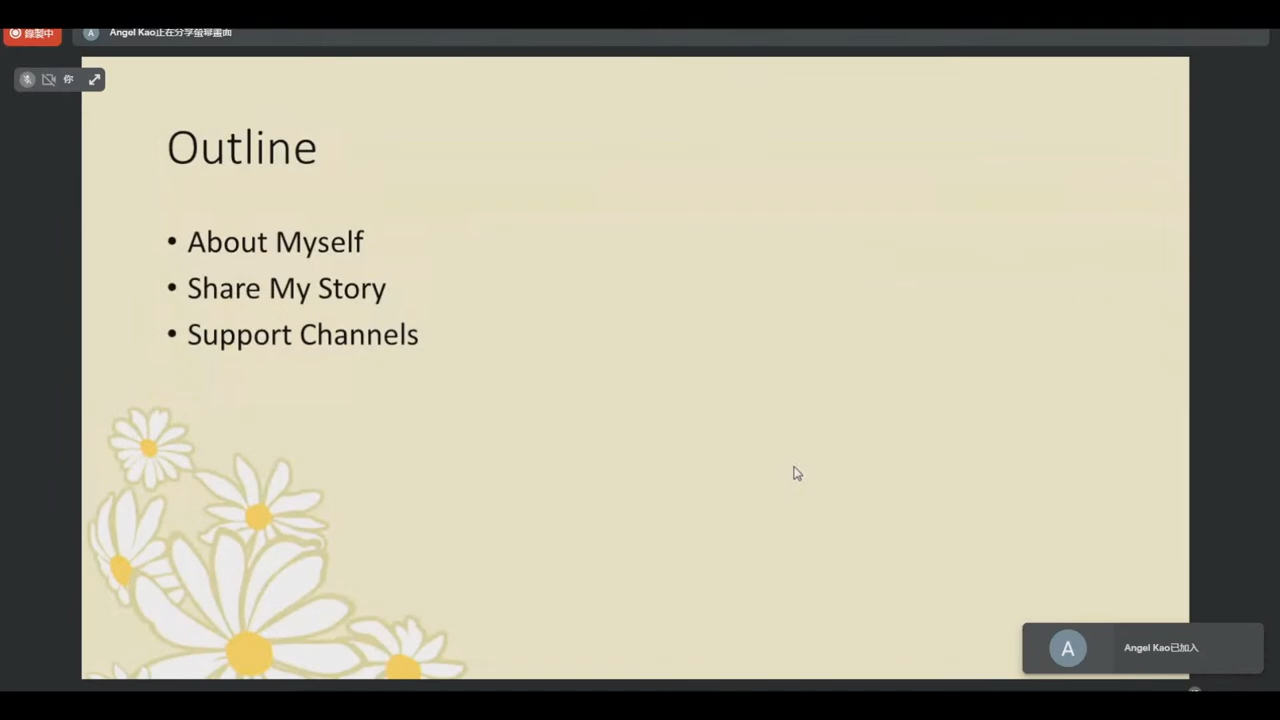 錄製中
A
Angel Kao正在分享螢幕畫面
你
Outline
• About Myself
• Share My Story
• Support Channels
A
Angel Kao已加入